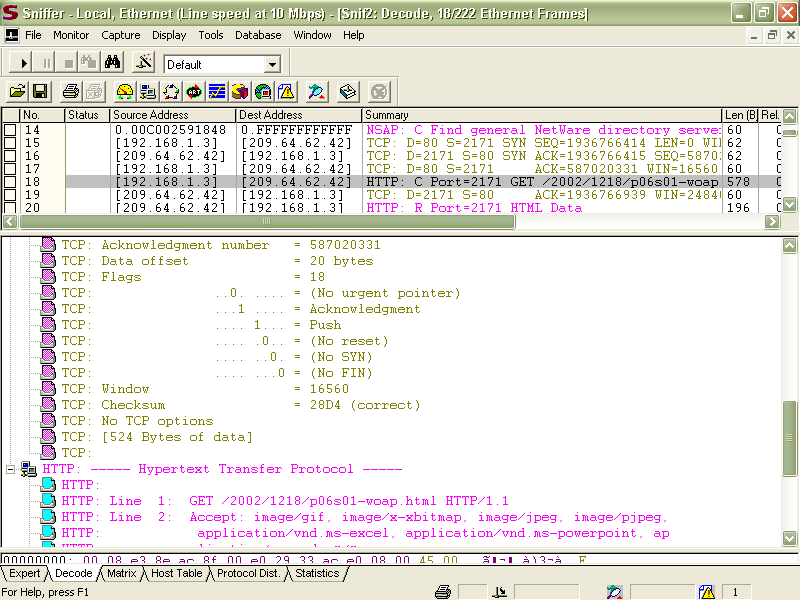 Sniffer - Local, Ethernet (Line speed at 10 Mbps) - [Snif2: Decode, 18/222 Ethernet Frames]
File Monitor Capture Display Tools Database Window Help
Default
No. Status Source Address Dest Address Summary Len (B Rel.
14 0.00C002591848 0.FFFFFFFFFFFF NSAP: C Find general NetWare directory serve 60 0
15 [192.168.1.3] [209.64.62.42] TCP: D=80 S=2171 SYN SEQ=1936766414 LEN=0 WI 62 0
16 [209.64.62.42] [192.168.1.3] TCP: D=2171 S=80 SYN ACK=1936766415 SEQ=5870 62 0
17 [192.168.1.3] [209.64.62.42] TCP: D=80 S=2171 ACK=587020331 WIN=16560 60 0
18 [192.168.1.3] [209.64.62.42] HTTP: C Port=2171 GET /2002/1218/p06s01-woap 578 0
19 [209.64.62.42] [192.168.1.3] TCP: D=2171 S=80 ACK=1936766939 WIN=2484 60 0
20 [209.64.62.42] [192.168.1.3] HTTP: R Port=2171 HTML Data 196 0
TCP: Acknowledgment number = 587020331
TCP: Data offset = 20 bytes
TCP: Flags = 18
TCP: ..0. .... = (No urgent pointer)
TCP: ...1 .... = Acknowledgment
TCP: .... 1... = Push
TCP: .... .0.. = (No reset)
TCP: .... ..0. = (No SYN)
TCP: .... ...0 = (No FIN)
TCP: Window = 16560
TCP: Checksum = 28D4 (correct)
TCP: No TCP options
TCP: [524 Bytes of data]
TCP:
HTTP: ----- Hypertext Transfer Protocol -----
HTTP:
HTTP: Line 1: GET /2002/1218/p06s01-woap.html HTTP/1.1
HTTP: Line 2: Accept: image/gif, image/x-xbitmap, image/jpeg, image/pjpeg,
HTTP: application/vnd.ms-excel, application/vnd.ms-powerpoint, ap
00000000: 00 08 e3 8e ac 8f 00 e0 29 33 ac e0 08 00 45 00
Expert Decode Matrix Host Table Protocol Dist. Statistics
For Help, press F1 1